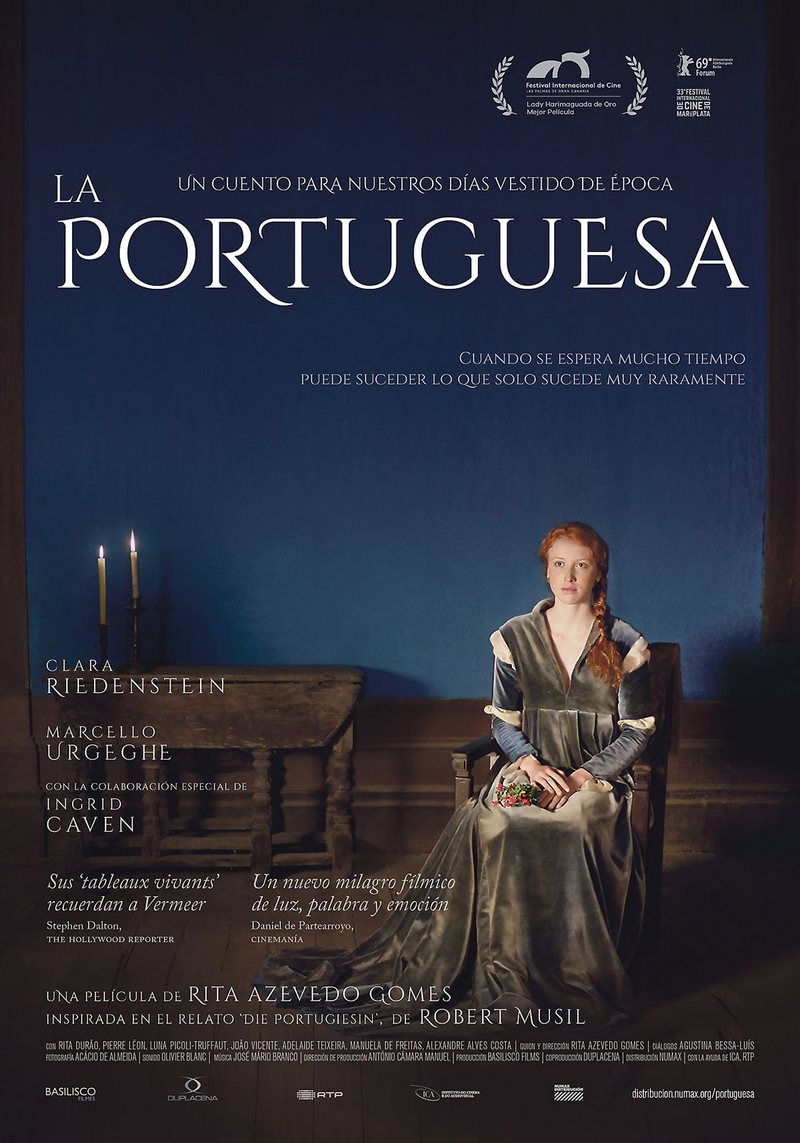 Festival Internacional de Cine
LAS PALMAS DE GRAN CANARIA
Lady Harimaguada de Oro
Mejor Película
69
Internationale
Filmfestspiele
Berlin
Forum
33º FESTIVAL
INTERNACIONAL
DE CINE DE
MAR DEL PLATA
LA
UN CUENTO PARA NUESTROS DÍAS VESTIDO DE ÉPOCA
PORTUGUESA
CUANDO SE ESPERA MUCHO TIEMPO
PUEDE SUCEDER LO QUE SOLO SUCEDE MUY RARAMENTE
CLARA
RIEDENSTEIN
MARCELLO
URGEGHE
CON LA COLABORACIÓN ESPECIAL DE
INGRID
CAVEN
Sus 'tableaux vivants'
recuerdan a Vermeer
Stephen Dalton,
THE HOLLYWOOD REPORTER
Un nuevo milagro fílmico
de luz, palabra y emoción
Daniel de Partearroyo,
CINEMANÍA
UNA PELÍCULA DE RITA AZEVEDO GOMES
INSPIRADA EN EL RELATO 'DIE PORTUGIESIN', DE ROBERT MUSIL
CON RITA DURÃO, PIERRE LÉON, LUNA PICOLI-TRUFFAUT, JOÃO VICENTE, ADELAIDE TEIXEIRA, MANUELA DE FREITAS, ALEXANDRE ALVES COSTA | GUION Y DIRECCIÓN RITA AZEVEDO GOMES | DIÁLOGOS AGUSTINA BESSA-LUÍS
FOTOGRAFÍA ACÁCIO DE ALMEIDA | SONIDO OLIVIER BLANC | MÚSICA JOSÉ MÁRIO BRANCO | DIRECCIÓN DE PRODUCCIÓN ANTÓNIO CÂMARA MANUEL | PRODUCCIÓN BASILISCO FILMS | COPRODUCCIÓN DUPLACENA | DISTRIBUCIÓN NUMAX | CON LA AYUDA DE ICA, RTP
BASILISCO
FILMES
DUPLACENA
RTP
ICA
INSTITUTO DO CINEMA
E DO AUDIOVISUAL
NUMAX
DISTRIBUCIÓN
distribucion.numax.org/portuguesa